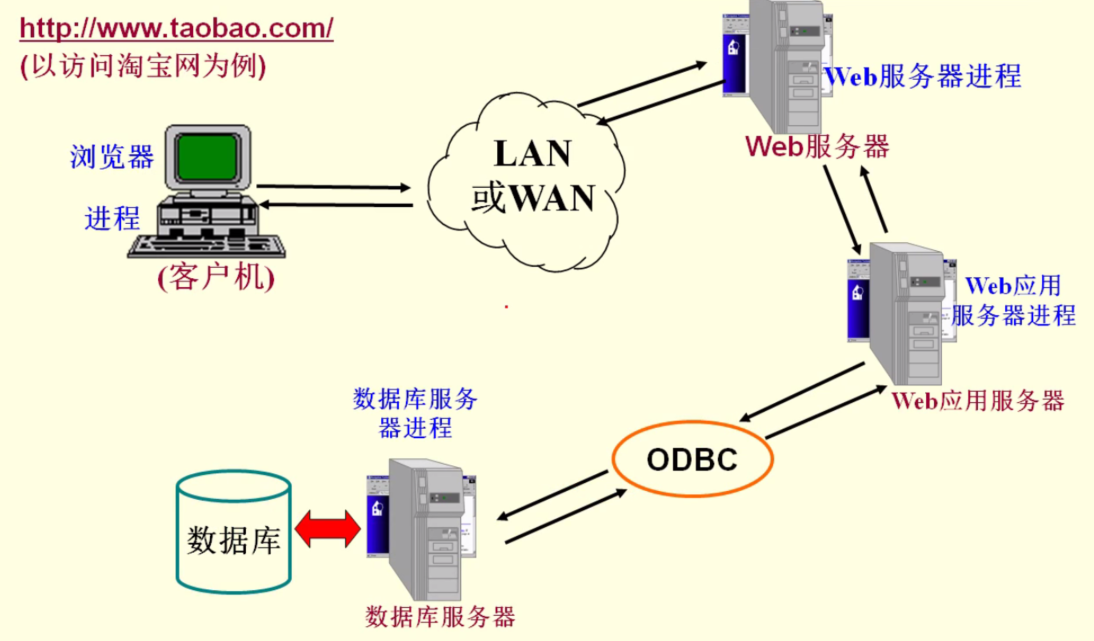 http://www.taobao.com/
(以访问淘宝网为例)
浏览器
进程
(客户机)
LAN
或WAN
Web服务器进程
Web服务器
Web应用
服务器进程
Web应用服务器
ODBC
数据库服务
器进程
数据库服务器
数据库